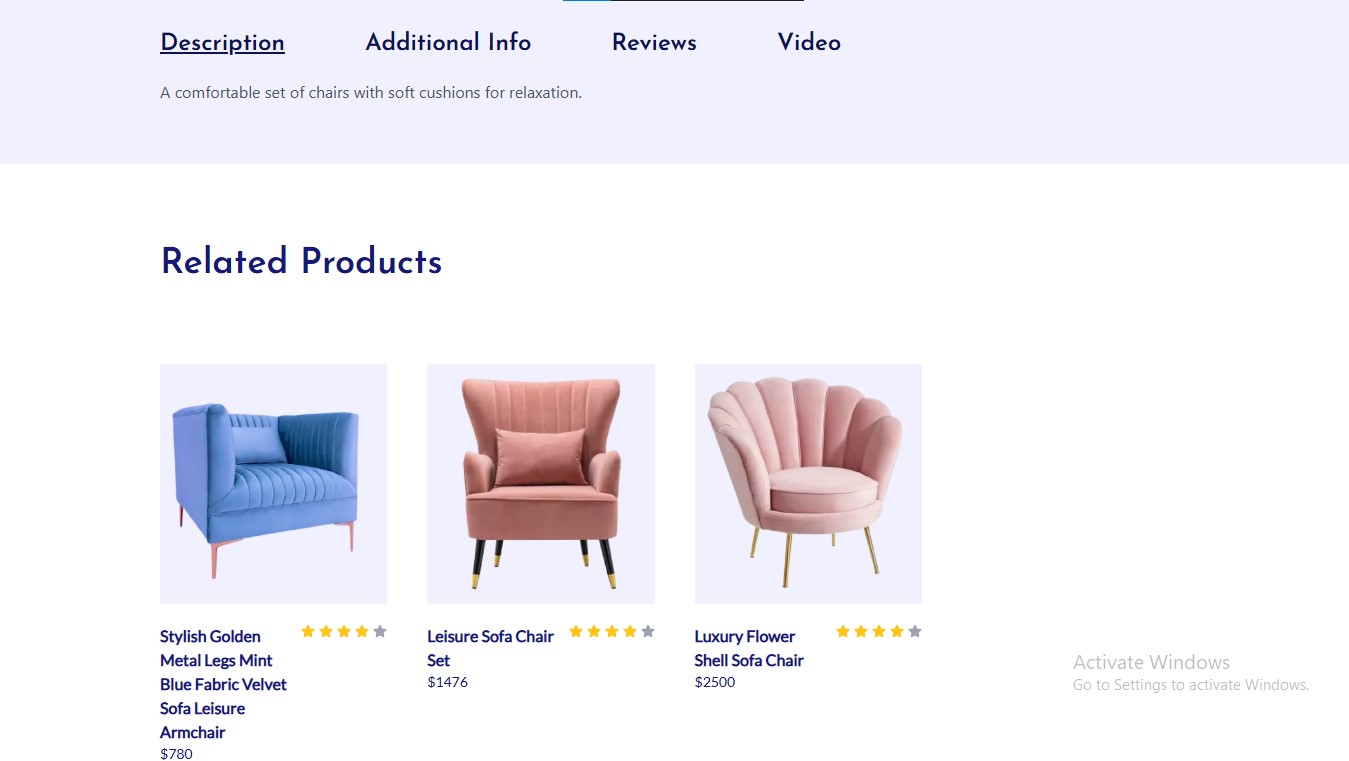 Description Additional Info Reviews Video
A comfortable set of chairs with soft cushions for relaxation.
Related Products
Stylish Golden
Metal Legs Mint
Blue Fabric Velvet
Sofa Leisure
Armchair
$780
Leisure Sofa Chair
Set
$1476
Luxury Flower
Shell Sofa Chair
$2500
Activate Windows
Go to Settings to activate Windows.